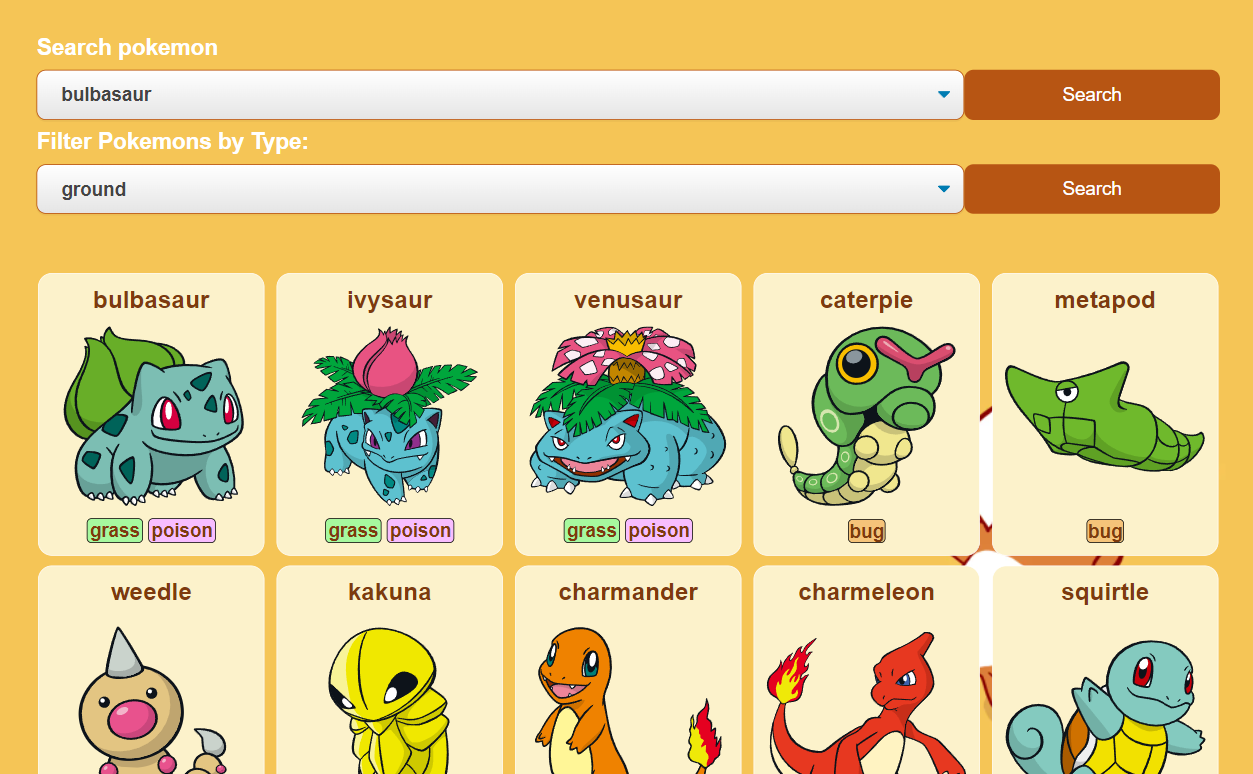 Search pokemon
bulbasaur Search
Filter Pokemons by Type:
ground Search
bulbasaur ivysaur venusaur caterpie metapod
grass poison grass poison grass poison bug bug
weedle kakuna charmander charmeleon squirtle